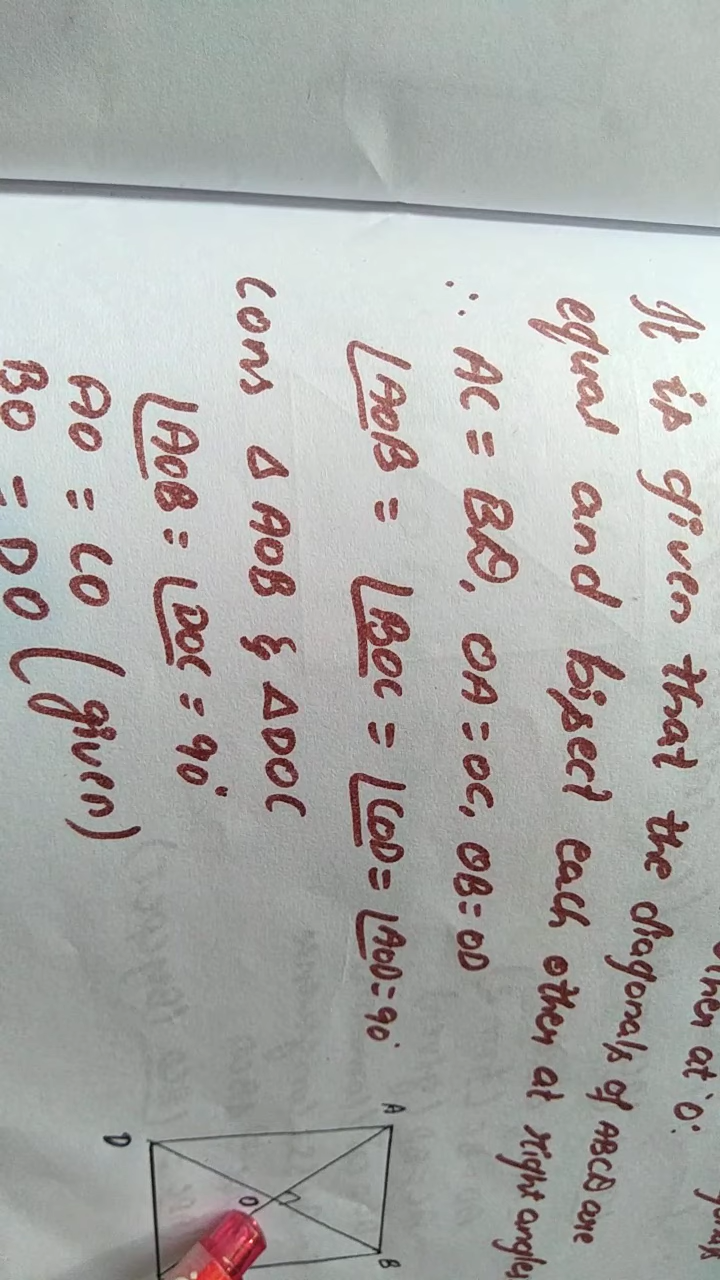 other at 'O'.
It is given that the diagonals of ABCD are
equal and bisect each other at right angles
∴ AC = BD, OA = OC, OB = OD
∠AOB = ∠BOC = ∠COD = ∠AOD = 90°
Cons Δ AOB & Δ DOC
∠AOB = ∠DOC = 90°
AO = CO (given)
BO = DO
A
B
O
D